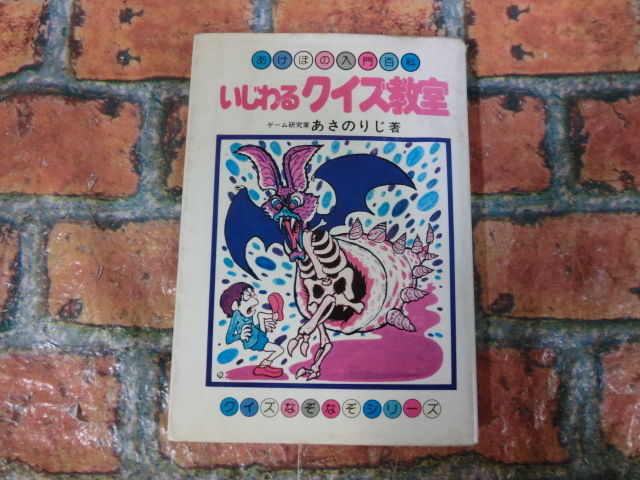 あけぼの入門百科
いじわるクイズ教室
ゲーム研究家 あさのりじ著
クイズなぞなぞシリーズ